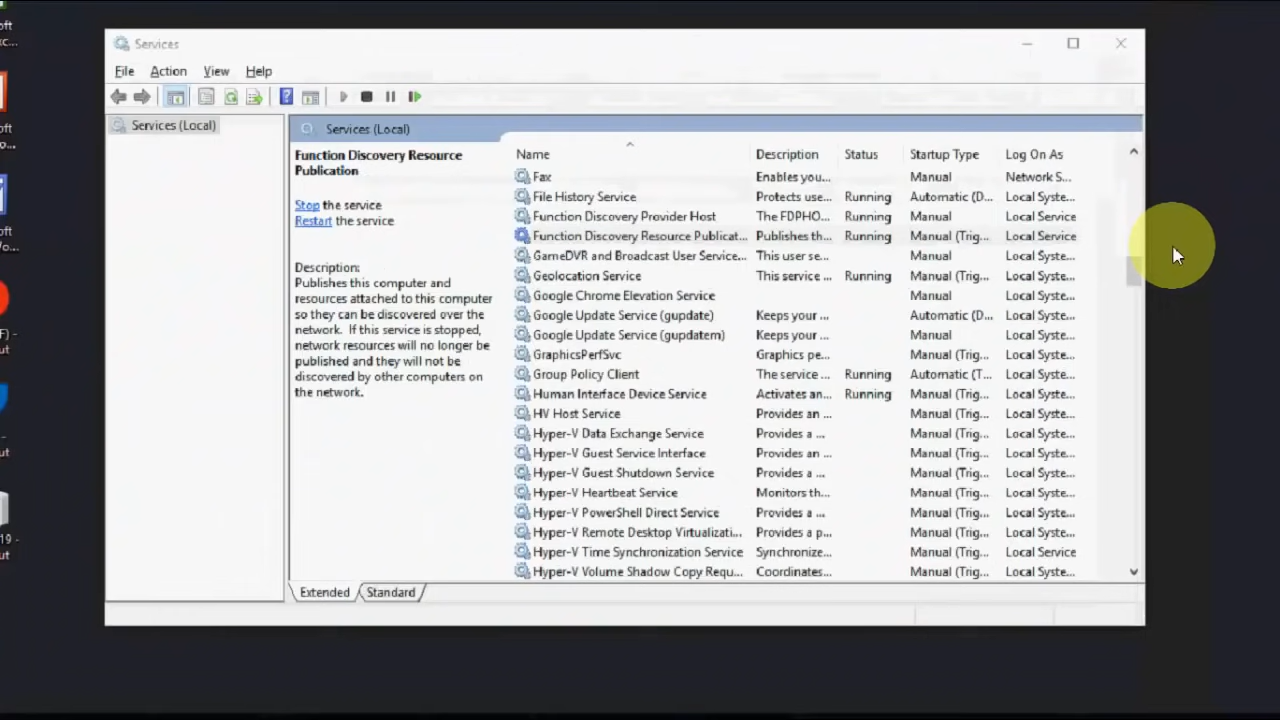 oft
xc...
Services
File Action View Help
Services (Local)
Services (Local)
Function Discovery Resource
Publication
Stop the service
Restart the service
Description:
Publishes this computer and
resources attached to this computer
so they can be discovered over the
network. If this service is stopped,
network resources will no longer be
published and they will not be
discovered by other computers on
the network.
Name Description Status Startup Type Log On As
Fax Enables you... Manual Network S...
File History Service Protects use... Running Automatic (D... Local Syste...
Function Discovery Provider Host The FDPHO... Running Manual Local Service
Function Discovery Resource Publicat... Publishes th... Running Manual (Trig... Local Service
GameDVR and Broadcast User Service... This user se... Manual Local Syste...
Geolocation Service This service ... Running Manual (Trig... Local Syste...
Google Chrome Elevation Service Manual Local Syste...
Google Update Service (gupdate) Keeps your ... Automatic (D... Local Syste...
Google Update Service (gupdatem) Keeps your ... Manual Local Syste...
GraphicsPerfSvc Graphics pe... Manual (Trig... Local Syste...
Group Policy Client The service ... Running Automatic (T... Local Syste...
Human Interface Device Service Activates an... Running Manual (Trig... Local Syste...
HV Host Service Provides an ... Manual (Trig... Local Syste...
Hyper-V Data Exchange Service Provides a ... Manual (Trig... Local Syste...
Hyper-V Guest Service Interface Provides an ... Manual (Trig... Local Syste...
Hyper-V Guest Shutdown Service Provides a ... Manual (Trig... Local Syste...
Hyper-V Heartbeat Service Monitors th... Manual (Trig... Local Syste...
Hyper-V PowerShell Direct Service Provides a ... Manual (Trig... Local Syste...
Hyper-V Remote Desktop Virtualizati... Provides a p... Manual (Trig... Local Syste...
Hyper-V Time Synchronization Service Synchronize... Manual (Trig... Local Service
Hyper-V Volume Shadow Copy Requ... Coordinates... Manual (Trig... Local Syste...
Extended Standard
oft
o...
oft
o...
F) -
ut
-
ut
19 -
ut